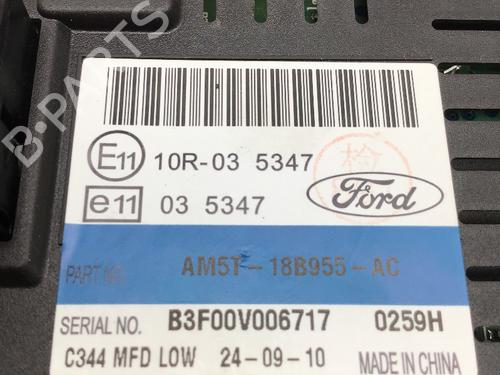 B-PARTS
E11 10R-03 5347
e11 03 5347
検
Ford
PART NO. AM5T-18B955-AC
SERIAL NO. B3F00V006717 0259H
C344 MFD LOW 24-09-10 MADE IN CHINA